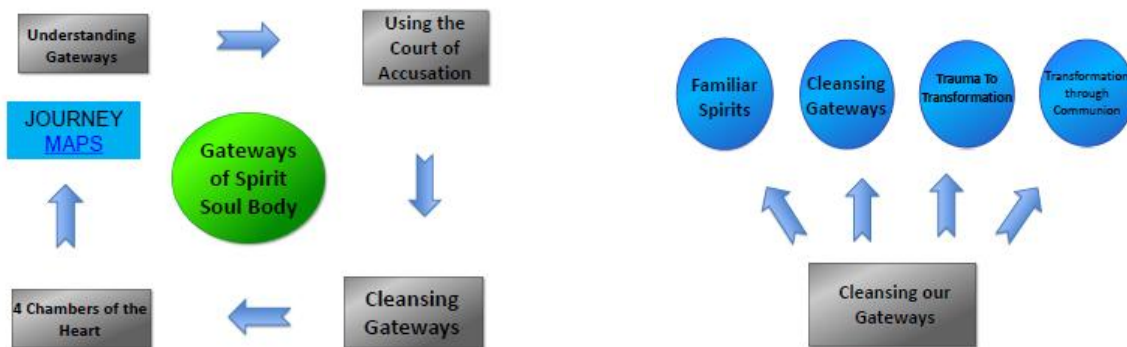 Understanding
Gateways
Using the
Court of
Accusation
JOURNEY
MAPS
Gateways
of Spirit
Soul Body
4 Chambers of the
Heart
Cleansing
Gateways
Familiar
Spirits
Cleansing
Gateways
Trauma To
Transformation
Transformation
through
Communion
Cleansing our
Gateways